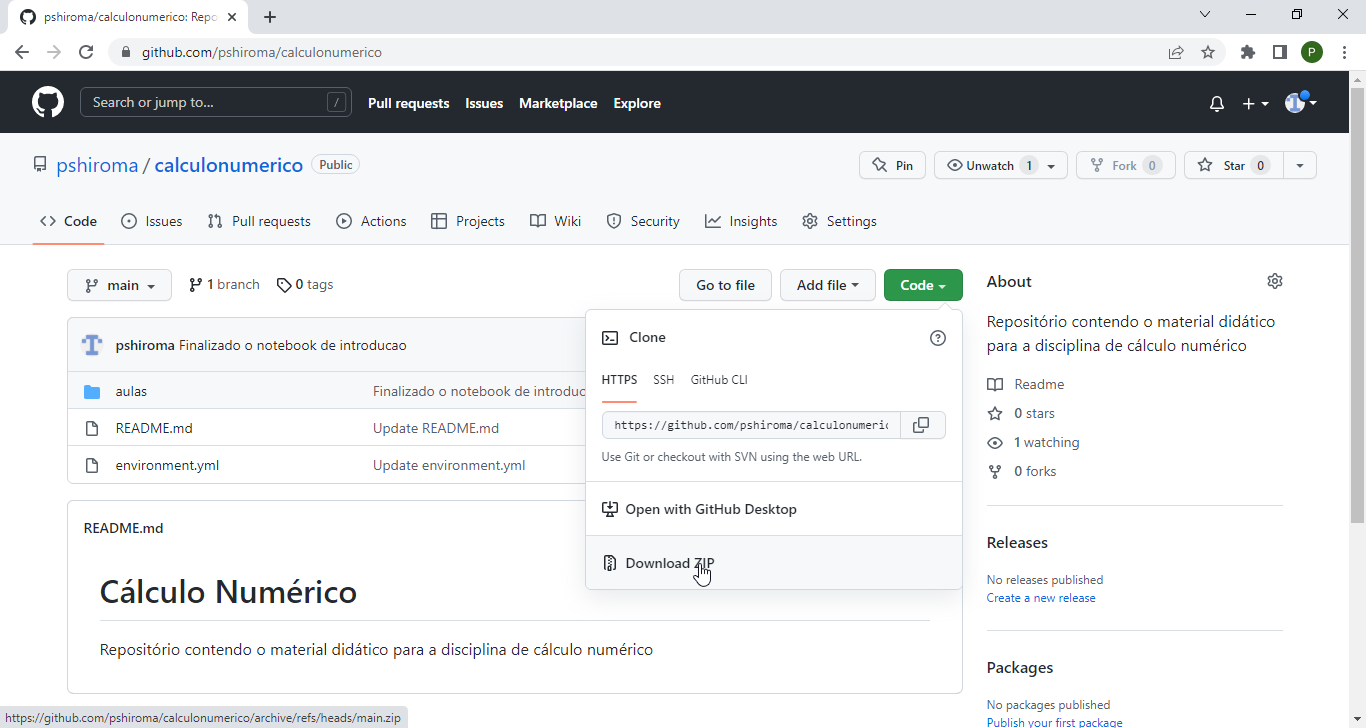 pshiroma/calculonumerico: Repo
github.com/pshiroma/calculonumerico
P
Search or jump to...
/
Pull requests
Issues
Marketplace
Explore
pshiroma / calculonumerico
Public
Pin
Unwatch 1
Fork 0
Star 0
Code
Issues
Pull requests
Actions
Projects
Wiki
Security
Insights
Settings
main
1 branch
0 tags
Go to file
Add file
Code
pshiroma Finalizado o notebook de introducao
aulas
Finalizado o notebook de introduc
README.md
Update README.md
environment.yml
Update environment.yml
Clone
HTTPS
SSH
GitHub CLI
https://github.com/pshiroma/calculonumeric
Use Git or checkout with SVN using the web URL.
Open with GitHub Desktop
Download ZIP
README.md
Cálculo Numérico
Repositório contendo o material didático para a disciplina de cálculo numérico
About
Repositório contendo o material didático
para a disciplina de cálculo numérico
Readme
0 stars
1 watching
0 forks
Releases
No releases published
Create a new release
Packages
No packages published
Publish your first package
https://github.com/pshiroma/calculonumerico/archive/refs/heads/main.zip